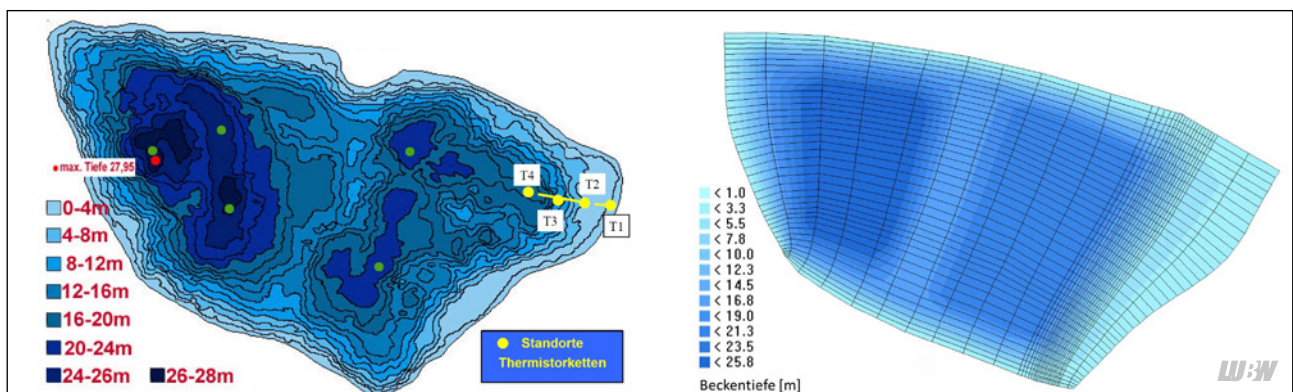 max. Tiefe 27,95
0-4m
4-8m
8-12m
12-16m
16-20m
20-24m
24-26m
26-28m
T4
T3
T2
T1
Standorte
Thermistorketten
< 1.0
< 3.3
< 5.5
< 7.8
< 10.0
< 12.3
< 14.5
< 16.8
< 19.0
< 21.3
< 23.5
< 25.8
Beckentiefe [m]
WBN